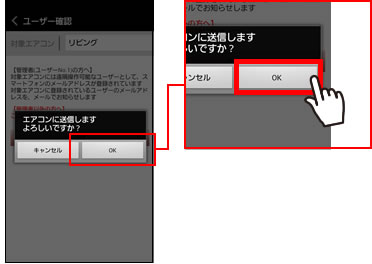 ユーザー確認
対象エアコン リビング
【管理者(ユーザーNo.1)の方へ】
対象エアコンには遠隔操作可能なユーザーとして、ス
マートフォンのメールアドレスが登録されています
対象エアコンに登録されているユーザーのメールアド
レスを、メールでお知らせします
エアコンに送信します
よろしいですか？
キャンセル OK
ールでお知らせします
の方へ】
ンに送信します
ろしいですか？
ンセル OK